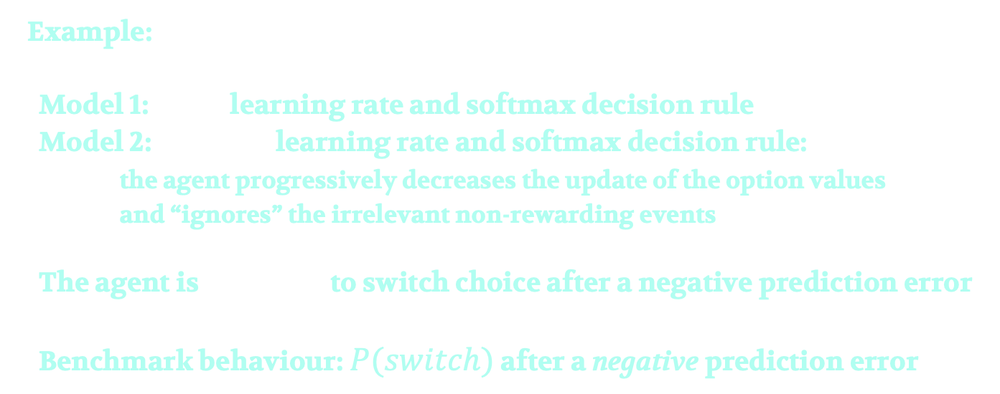 Example:
Model 1: learning rate and softmax decision rule
Model 2: learning rate and softmax decision rule:
the agent progressively decreases the update of the option values
and “ignores” the irrelevant non-rewarding events
The agent is to switch choice after a negative prediction error
Benchmark behaviour: P(switch) after a negative prediction error